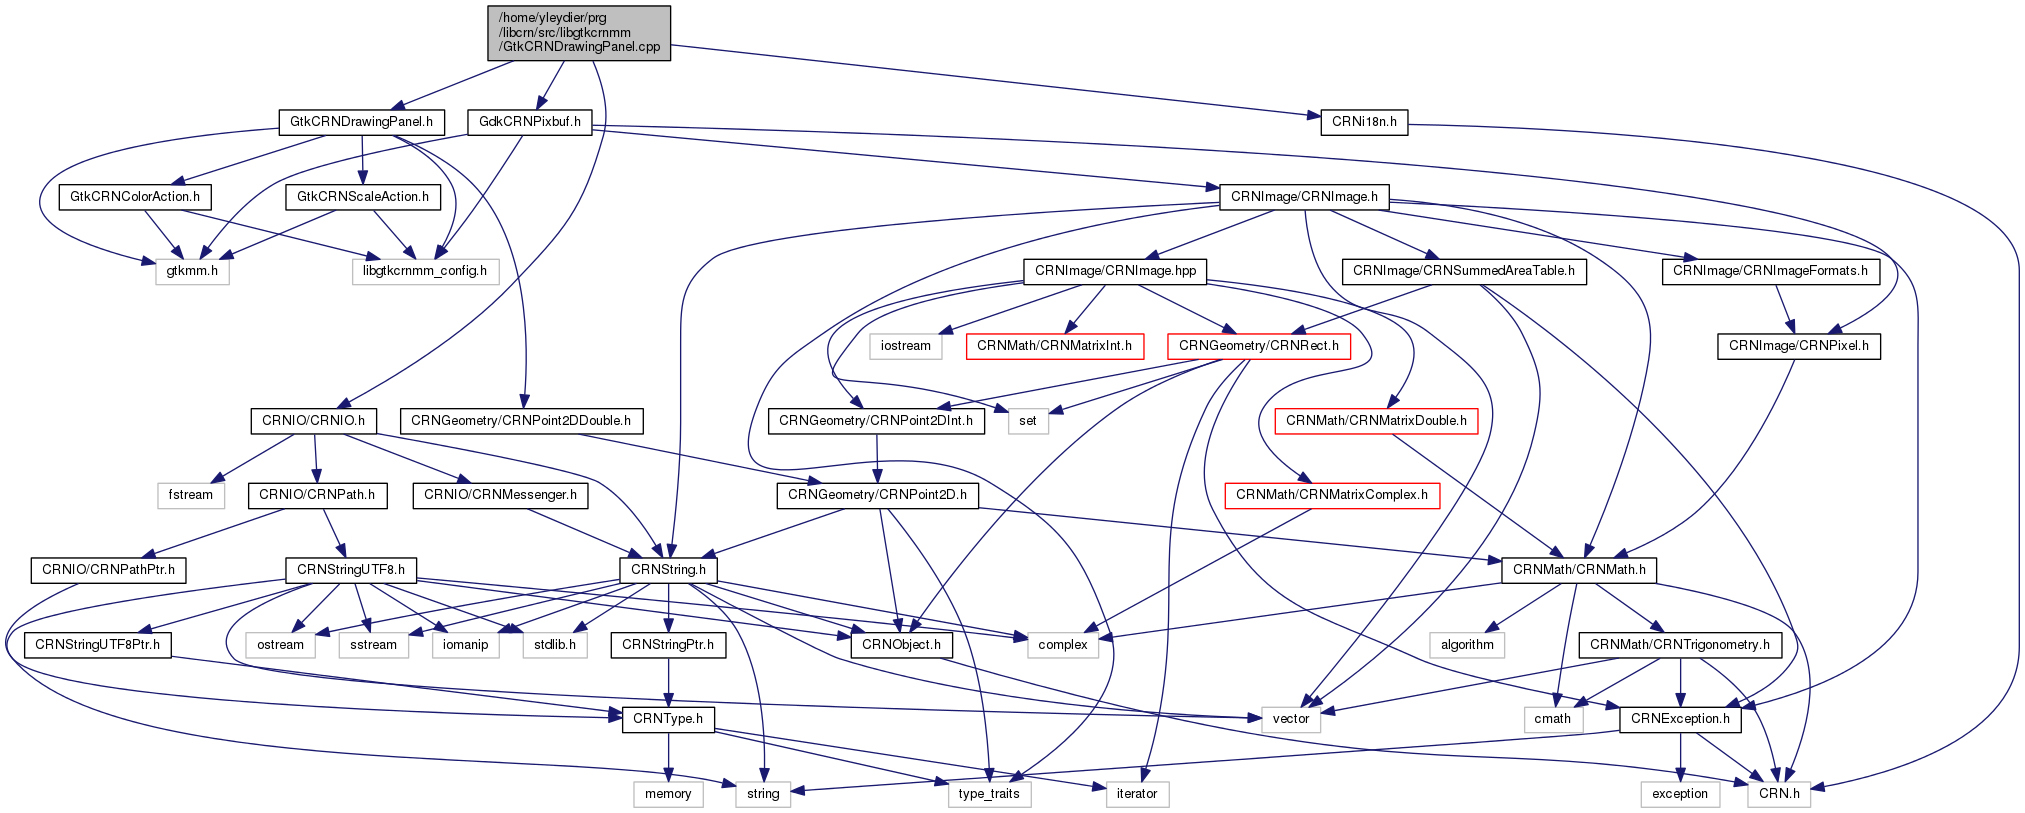 /home/yleydier/prg
/libcrn/src/libgtkcrnmm
/GtkCRNDrawingPanel.cpp
GtkCRNDrawingPanel.h
GdkCRNPixbuf.h
CRNi18n.h
GtkCRNColorAction.h
GtkCRNScaleAction.h
CRNImage/CRNImage.h
gtkmm.h
libgtkcrnmm_config.h
CRNImage/CRNImage.hpp
CRNImage/CRNSummedAreaTable.h
CRNImage/CRNImageFormats.h
iostream
CRNMath/CRNMatrixInt.h
CRNGeometry/CRNRect.h
CRNImage/CRNPixel.h
CRNIO/CRNIO.h
CRNGeometry/CRNPoint2DDouble.h
CRNGeometry/CRNPoint2DInt.h
set
CRNMath/CRNMatrixDouble.h
fstream
CRNIO/CRNPath.h
CRNIO/CRNMessenger.h
CRNGeometry/CRNPoint2D.h
CRNMath/CRNMatrixComplex.h
CRNIO/CRNPathPtr.h
CRNStringUTF8.h
CRNString.h
CRNMath/CRNMath.h
CRNStringUTF8Ptr.h
ostream
sstream
iomanip
stdlib.h
CRNStringPtr.h
CRNObject.h
complex
algorithm
CRNMath/CRNTrigonometry.h
CRNType.h
vector
cmath
CRNException.h
memory
string
type_traits
iterator
exception
CRN.h